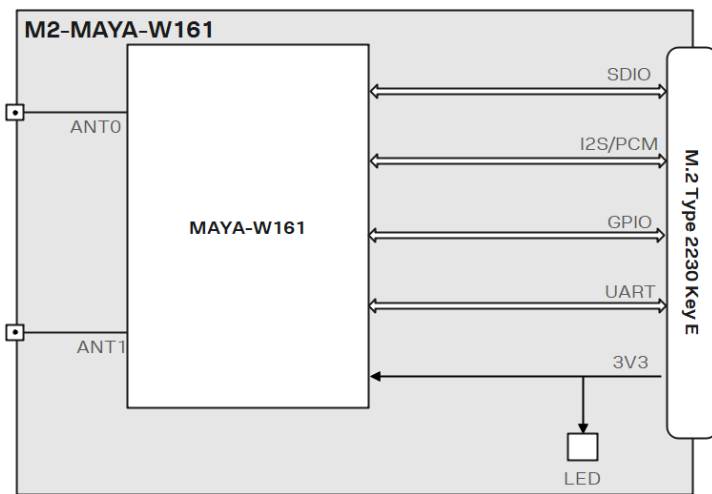 M2-MAYA-W161
SDIO
ANT0
I2S/PCM
MAYA-W161
GPIO
M.2 Type 2230 Key E
UART
ANT1
3V3
LED